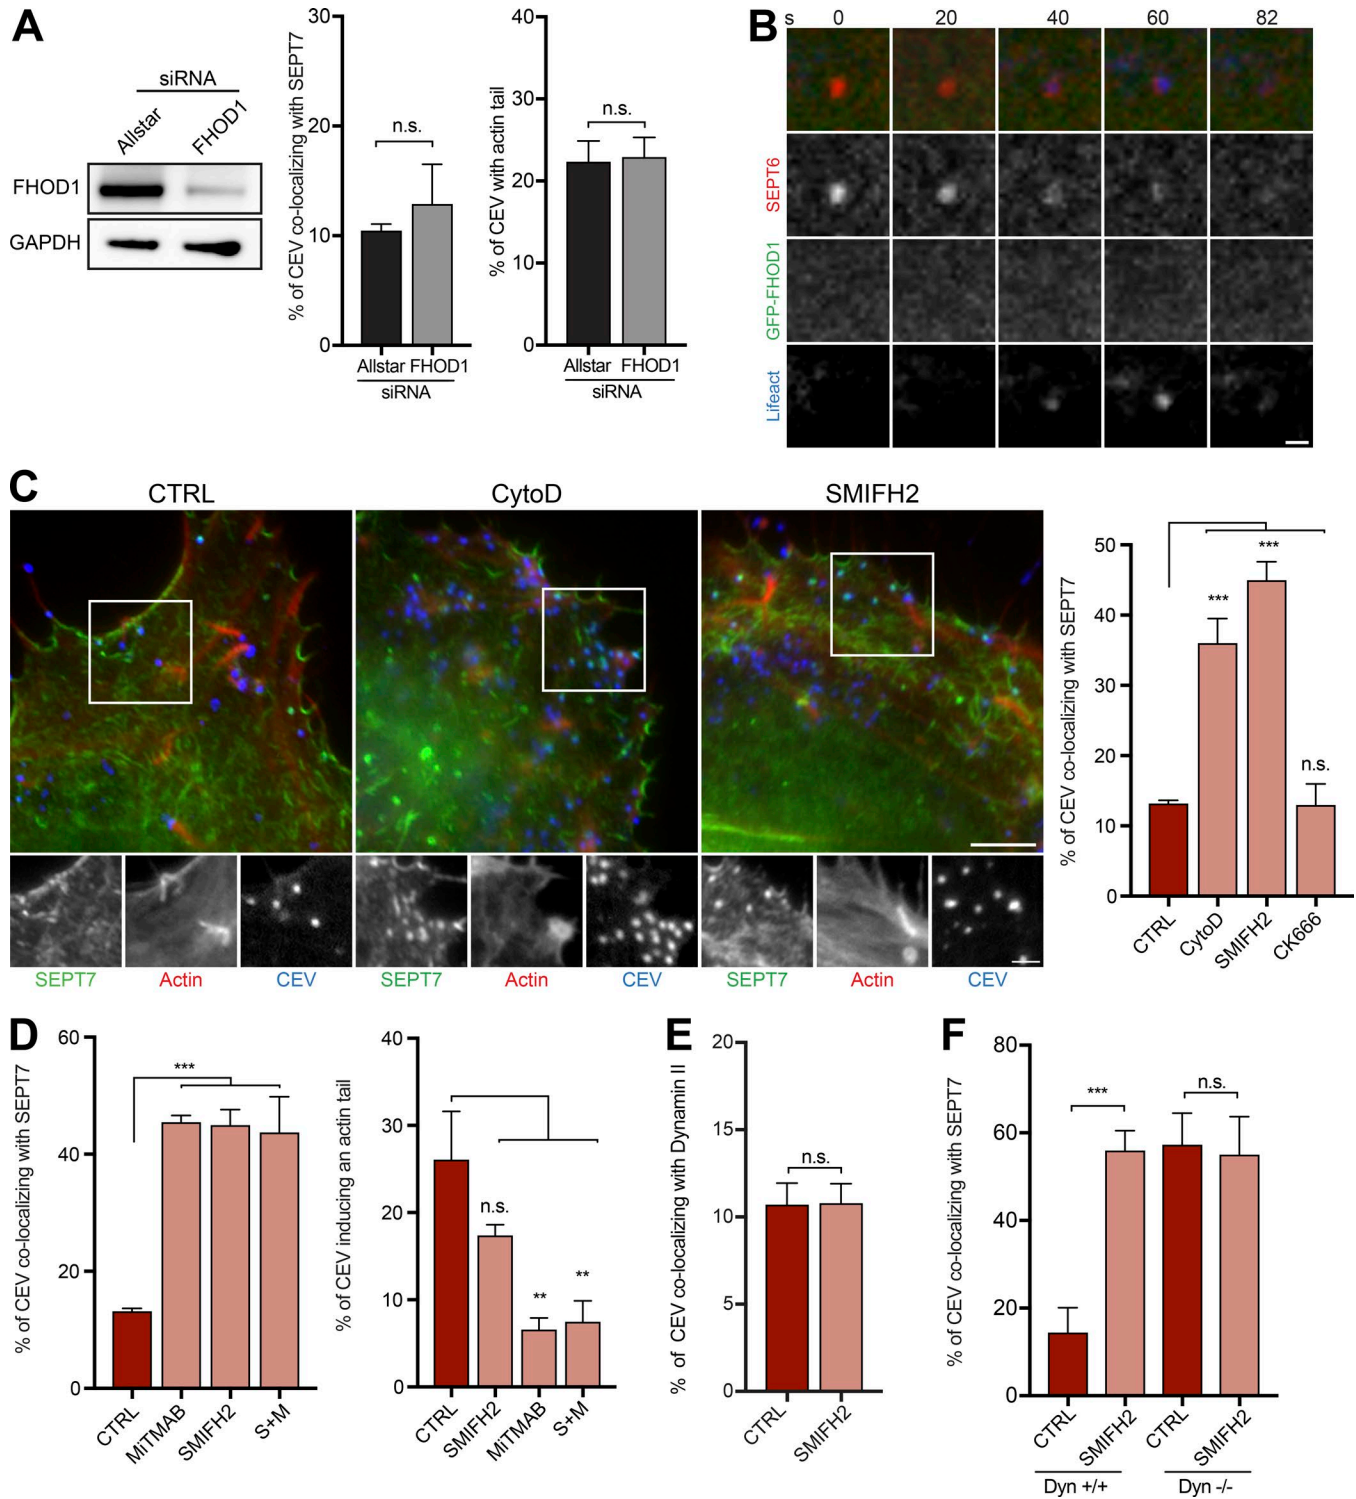 A
siRNA
Allstar
FHOD1
FHOD1
GAPDH
% of CEV co-localizing with SEPT7
30
20
10
0
n.s.
Allstar FHOD1
siRNA
% of CEV with actin tail
40
30
20
10
0
n.s.
Allstar FHOD1
siRNA
B
s 0 20 40 60 82
SEPT6
GFP-FHOD1
Lifeact
C
CTRL CytoD SMIFH2
SEPT7 Actin CEV SEPT7 Actin CEV SEPT7 Actin CEV
% of CEV co-localizing with SEPT7
50
40
30
20
10
0
***
***
n.s.
CTRL
CytoD
SMIFH2
CK666
D
% of CEV co-localizing with SEPT7
60
40
20
0
***
CTRL
MiTMAB
SMIFH2
S+M
% of CEV inducing an actin tail
40
30
20
10
0
n.s.
**
**
CTRL
SMIFH2
MiTMAB
S+M
E
% of CEV co-localizing with Dynamin II
20
15
10
5
0
n.s.
CTRL
SMIFH2
F
% of CEV co-localizing with SEPT7
80
60
40
20
0
***
n.s.
CTRL
SMIFH2
CTRL
SMIFH2
Dyn +/+
Dyn -/-